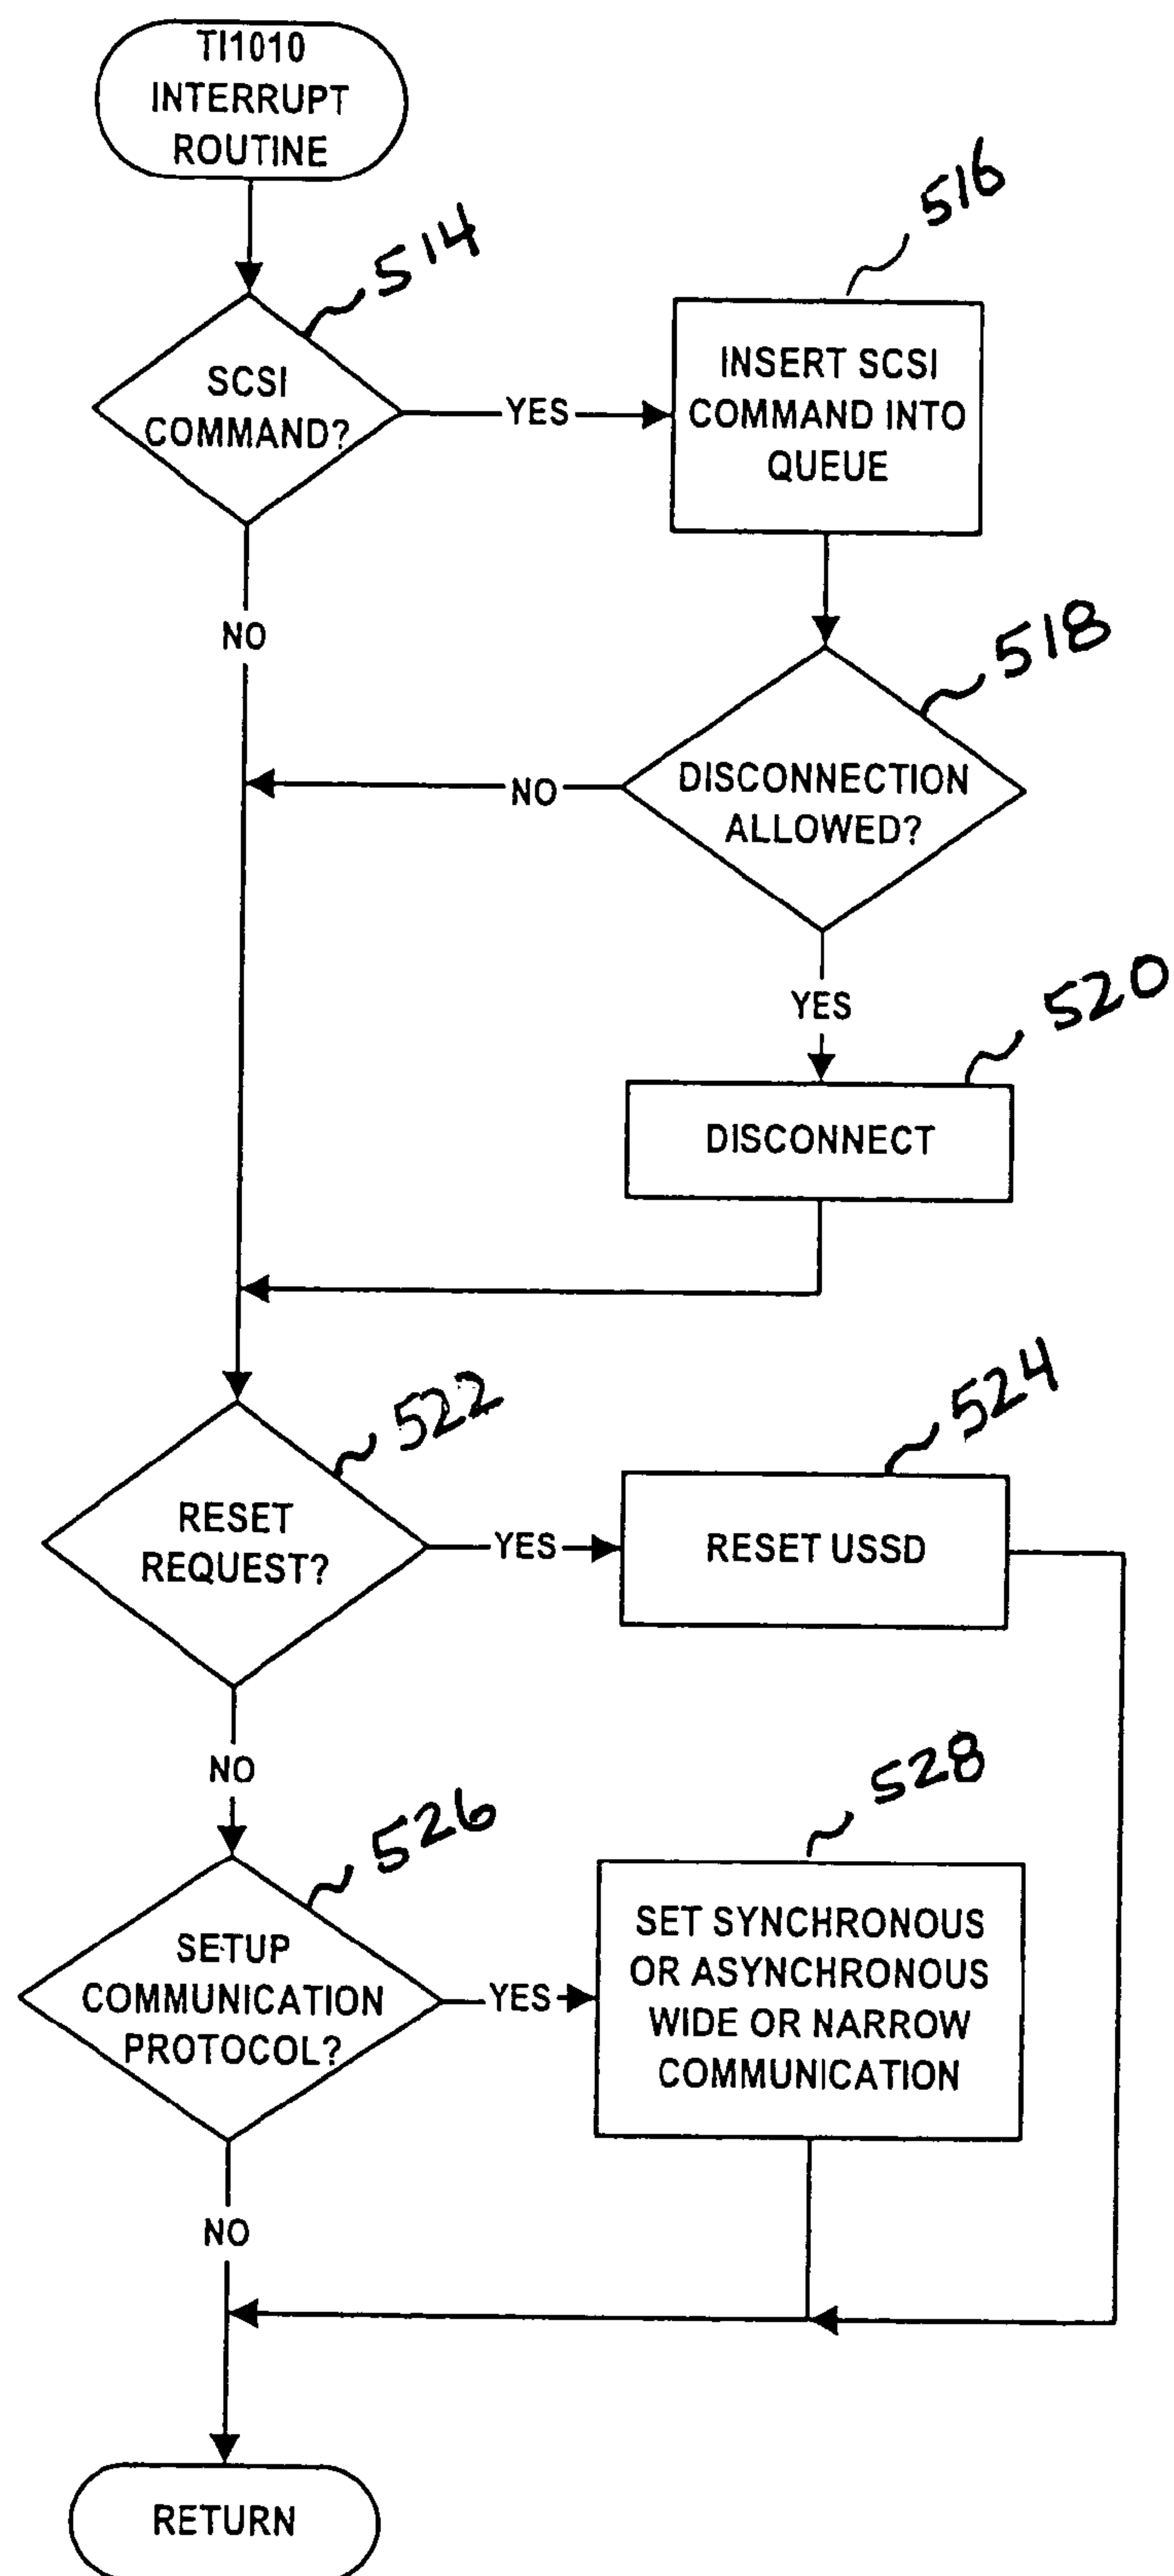 TI1010
INTERRUPT
ROUTINE
514
516
SCSI
COMMAND?
YES
INSERT SCSI
COMMAND INTO
QUEUE
NO
518
DISCONNECTION
ALLOWED?
NO
YES
520
DISCONNECT
522
524
RESET
REQUEST?
YES
RESET USSD
NO
526
528
SETUP
COMMUNICATION
PROTOCOL?
YES
SET SYNCHRONOUS
OR ASYNCHRONOUS
WIDE OR NARROW
COMMUNICATION
NO
RETURN